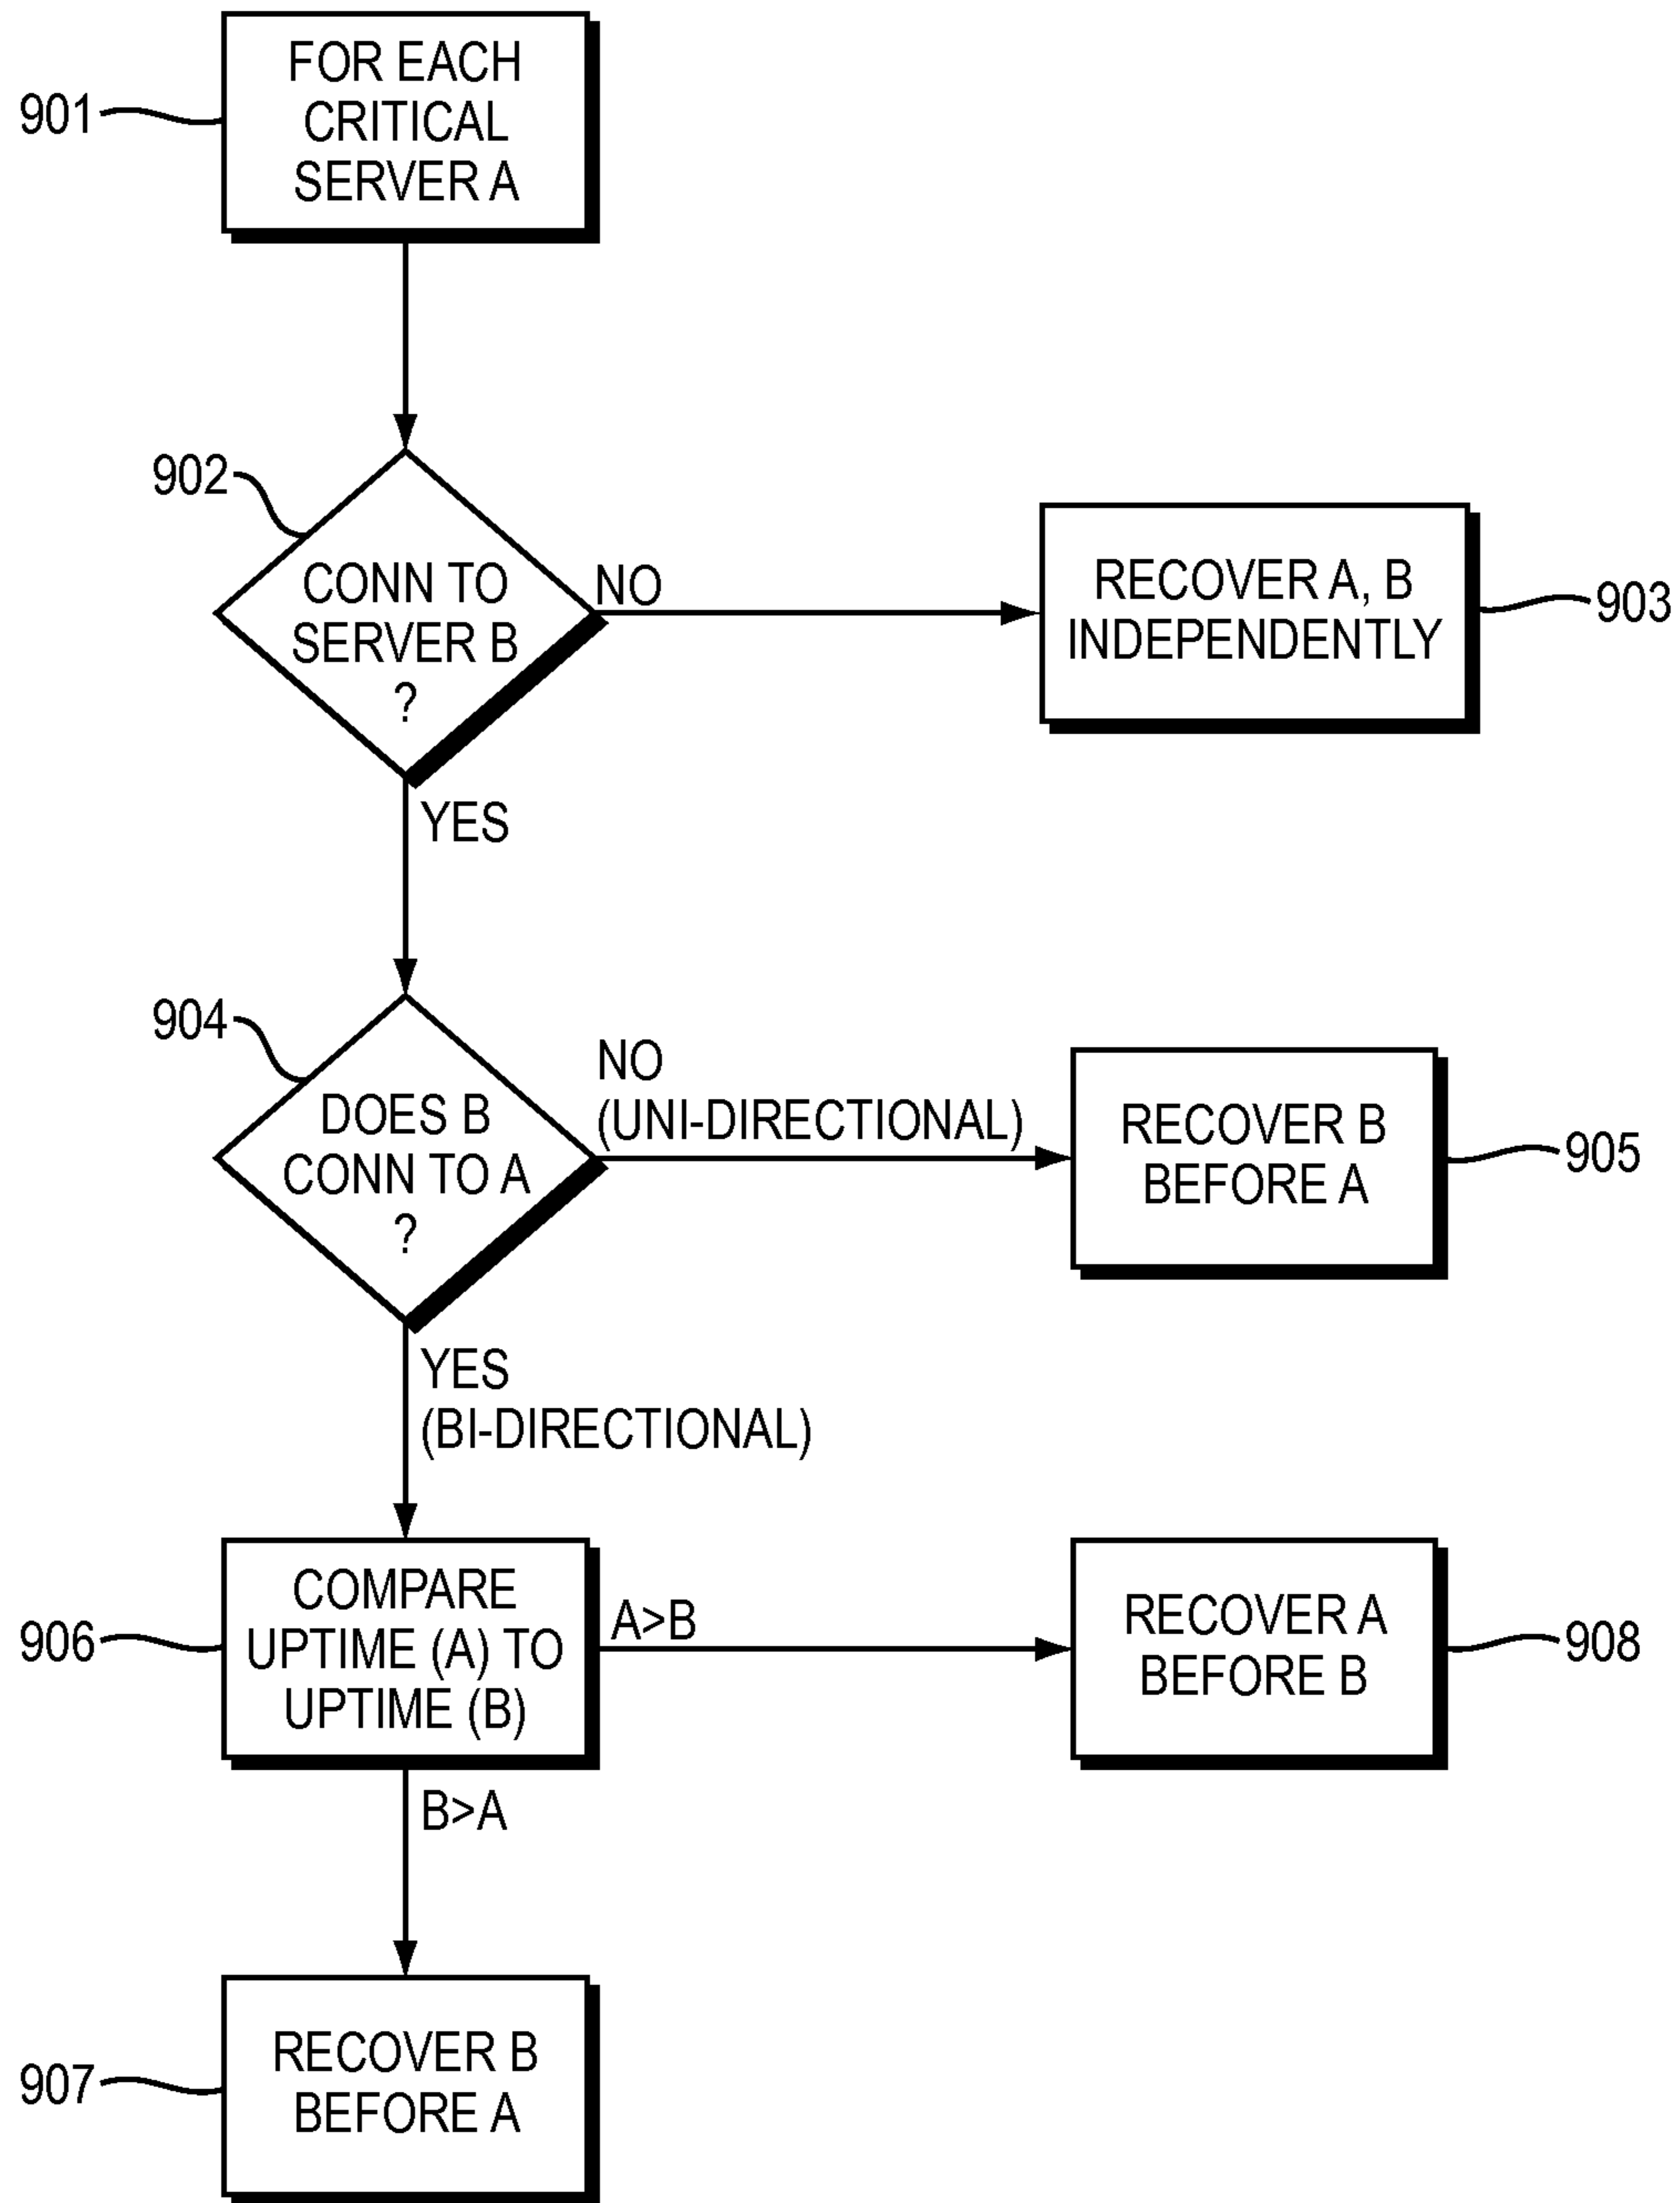 901
FOR EACH
CRITICAL
SERVER A
902
CONN TO
SERVER B
?
NO
RECOVER A, B
INDEPENDENTLY
903
YES
904
DOES B
CONN TO A
?
NO
(UNI-DIRECTIONAL)
RECOVER B
BEFORE A
905
YES
(BI-DIRECTIONAL)
906
COMPARE
UPTIME (A) TO
UPTIME (B)
A>B
RECOVER A
BEFORE B
908
B>A
907
RECOVER B
BEFORE A